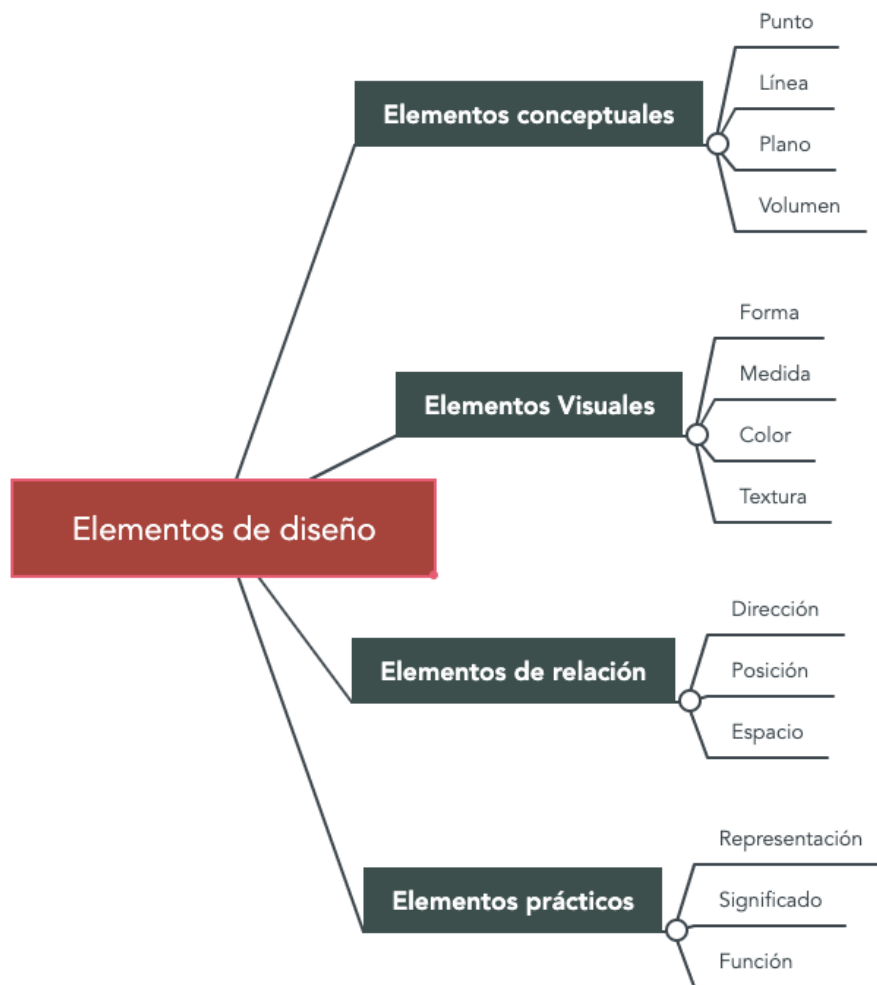 Elementos de diseño
Elementos conceptuales
Punto
Línea
Plano
Volumen
Elementos Visuales
Forma
Medida
Color
Textura
Elementos de relación
Dirección
Posición
Espacio
Elementos prácticos
Representación
Significado
Función